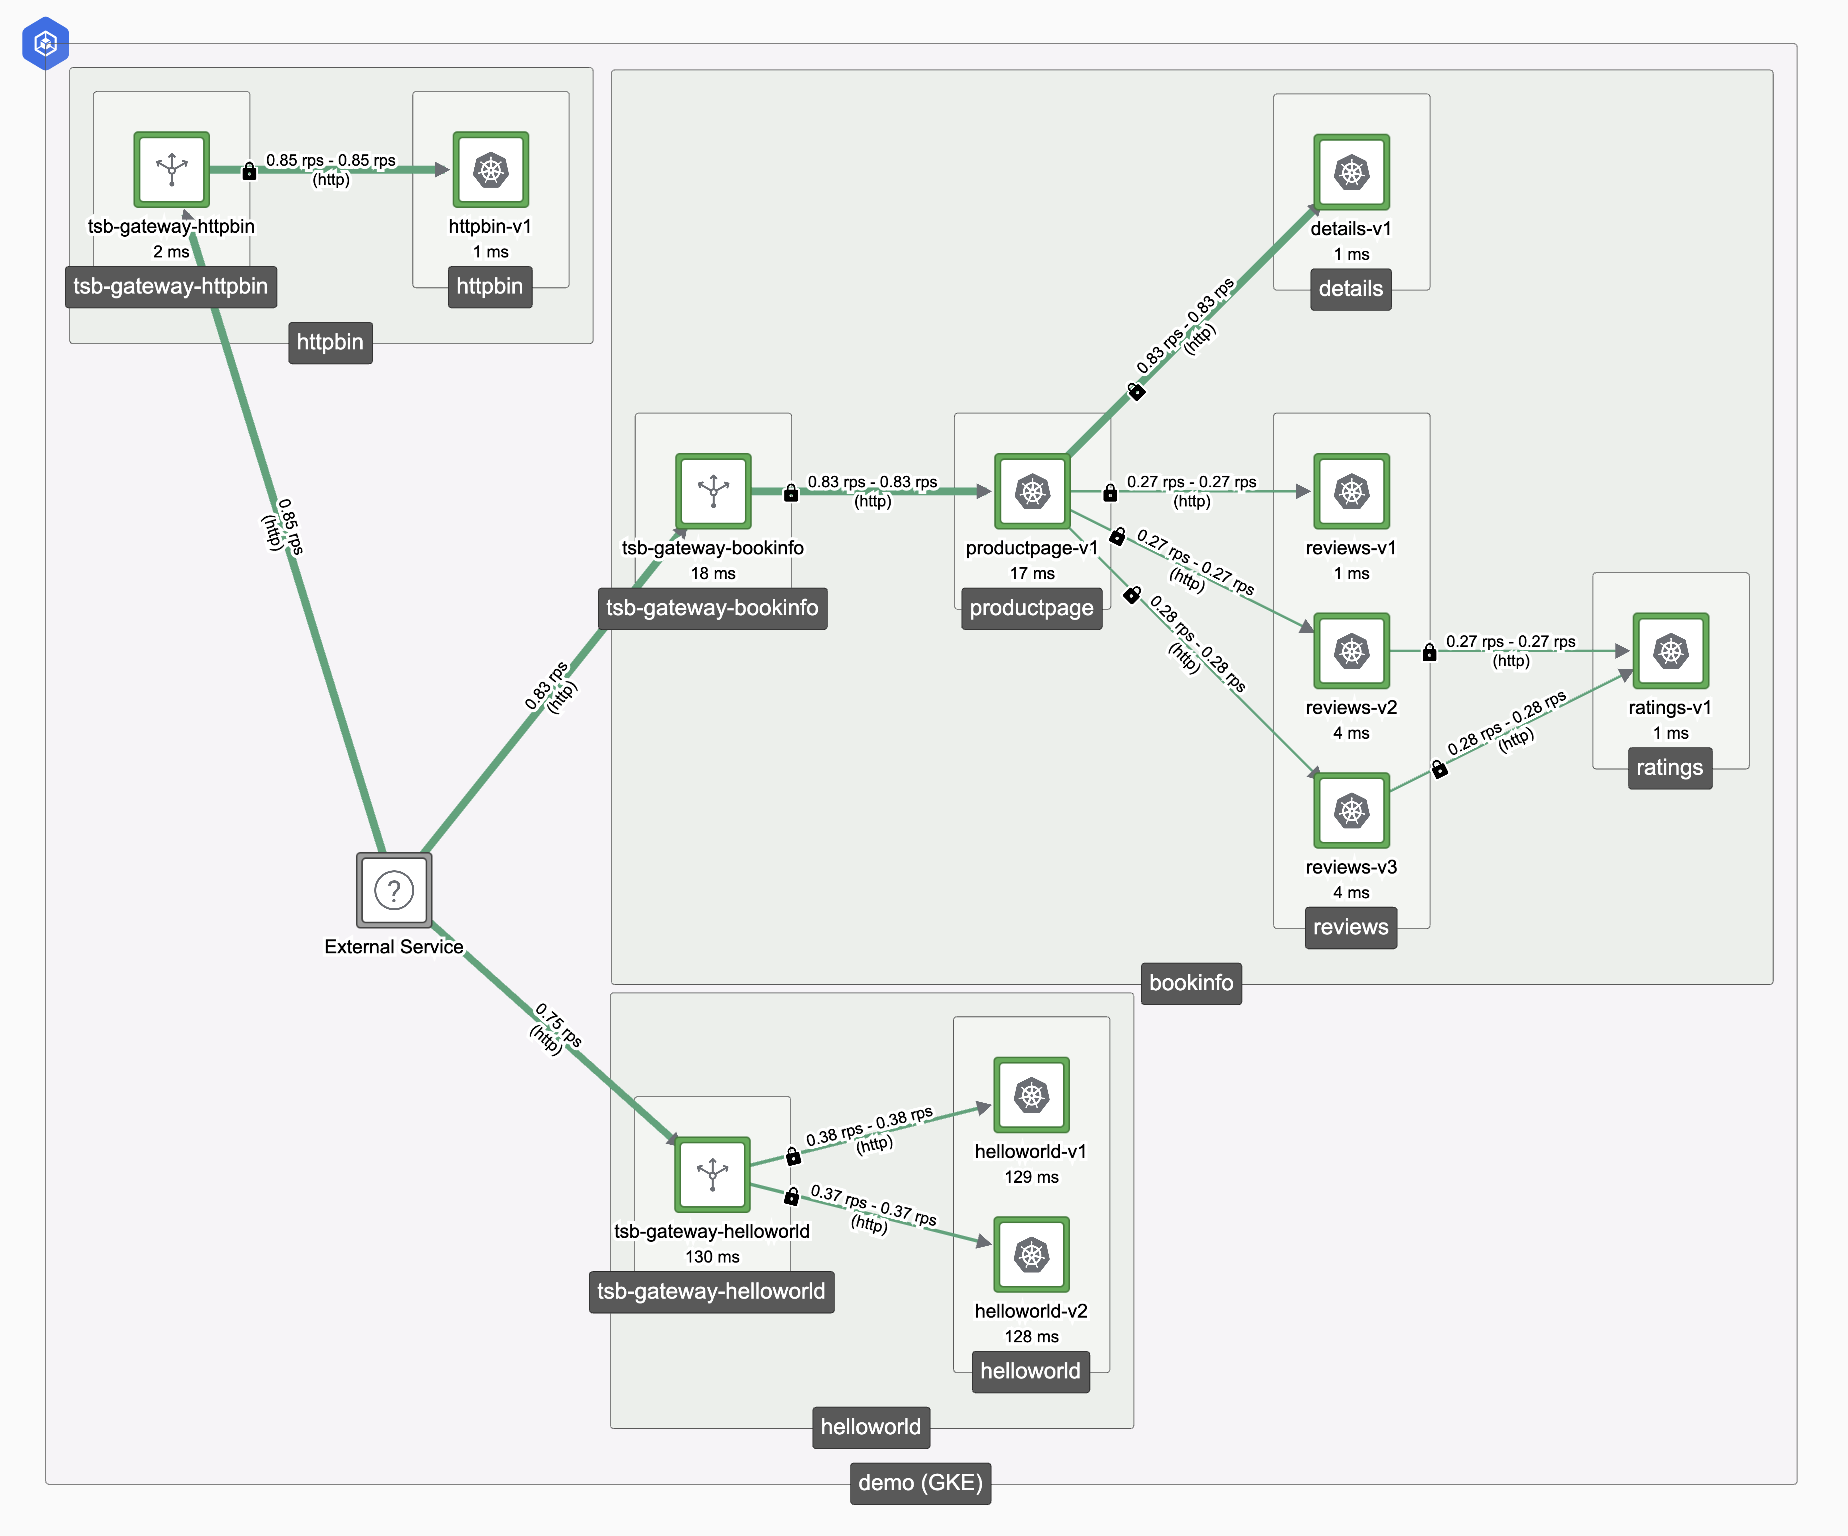 0.85 rps - 0.85 rps
(http)
tsb-gateway-httpbin
2 ms
tsb-gateway-httpbin
httpbin-v1
1 ms
httpbin
httpbin
0.85 rps
(http)
0.83 rps
(http)
?
External Service
0.75 rps
(http)
details-v1
1 ms
details
0.83 rps - 0.83 rps
(http)
tsb-gateway-bookinfo
18 ms
tsb-gateway-bookinfo
0.83 rps - 0.83 rps
(http)
productpage-v1
17 ms
productpage
0.27 rps - 0.27 rps
(http)
0.27 rps - 0.27 rps
(http)
0.28 rps - 0.28 rps
(http)
reviews-v1
1 ms
reviews-v2
4 ms
reviews-v3
4 ms
reviews
0.27 rps - 0.27 rps
(http)
0.28 rps - 0.28 rps
(http)
ratings-v1
1 ms
ratings
bookinfo
tsb-gateway-helloworld
130 ms
tsb-gateway-helloworld
0.38 rps - 0.38 rps
(http)
0.37 rps - 0.37 rps
(http)
helloworld-v1
129 ms
helloworld-v2
128 ms
helloworld
helloworld
demo (GKE)